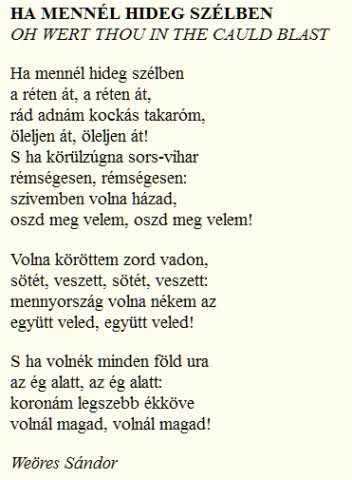 HA MENNÉL HIDEG SZÉLBEN
OH WERT THOU IN THE CAULD BLAST
Ha mennél hideg szélben
a réten át, a réten át,
rád adnám kockás takaróm,
öleljen át, öleljen át!
S ha körülzúgna sors-vihar
rémségesen, rémségesen:
szivemben volna házad,
oszd meg velem, oszd meg velem!
Volna köröttem zord vadon,
sötét, veszett, sötét, veszett:
mennyország volna nékem az
együtt veled, együtt veled!
S ha volnék minden föld ura
az ég alatt, az ég alatt:
koronám legszebb ékköve
volnál magad, volnál magad!
Weöres Sándor